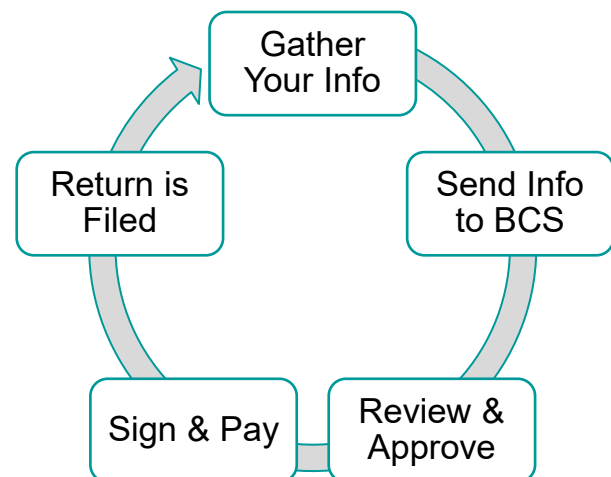 Gather
Your Info
Send Info
to BCS
Review &
Approve
Sign & Pay
Return is
Filed